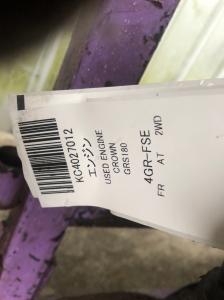 KC4027012
エンジン
USED ENGINE
CROWN
GRS180
4GR-FSE
FR AT 2WD